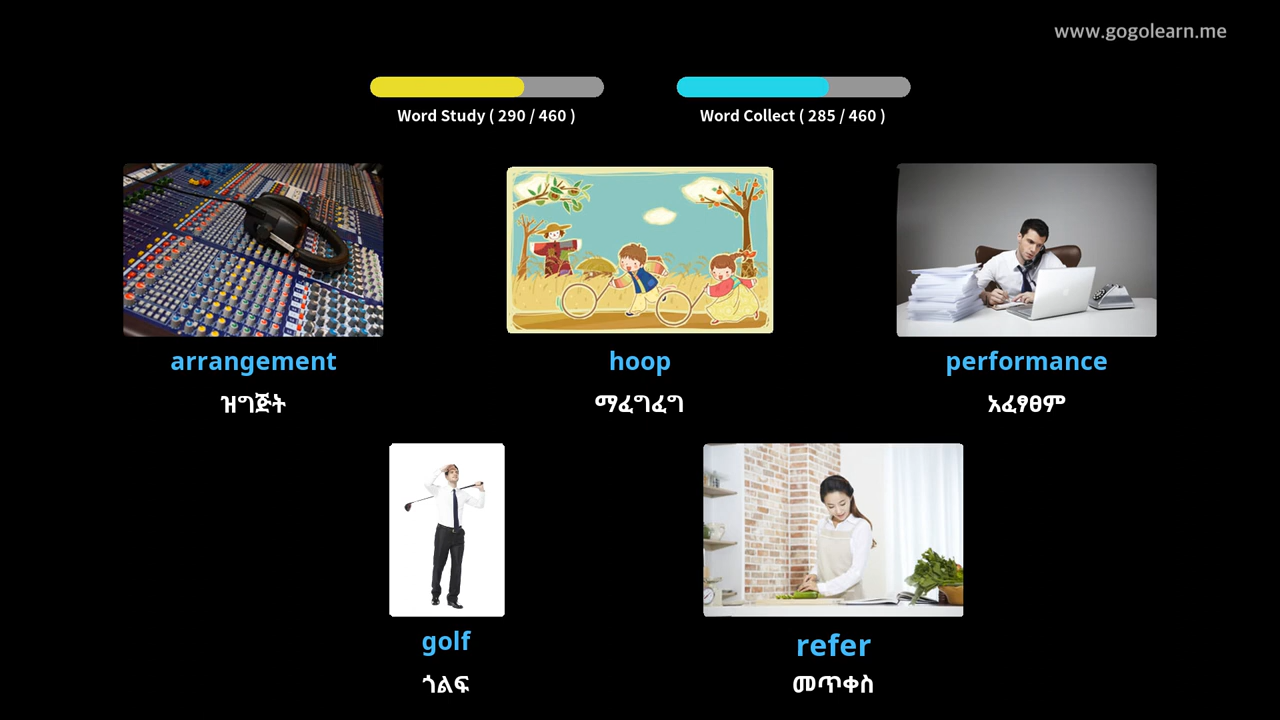 www.gogolearn.me
Word Study ( 290 / 460 )
Word Collect ( 285 / 460 )
arrangement
ዝግጅት
hoop
ማፈግፈግ
performance
አፈፃፀም
golf
ጎልፍ
refer
መጥቀስ